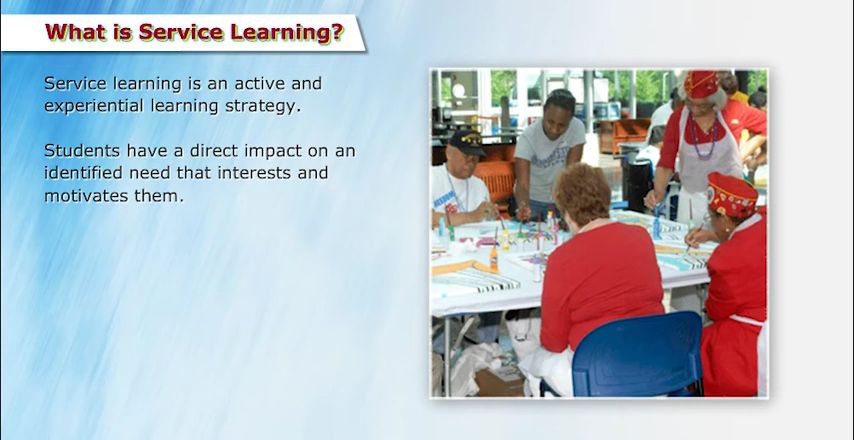 What is Service Learning?
Service learning is an active and
experiential learning strategy.
Students have a direct impact on an
identified need that interests and
motivates them.